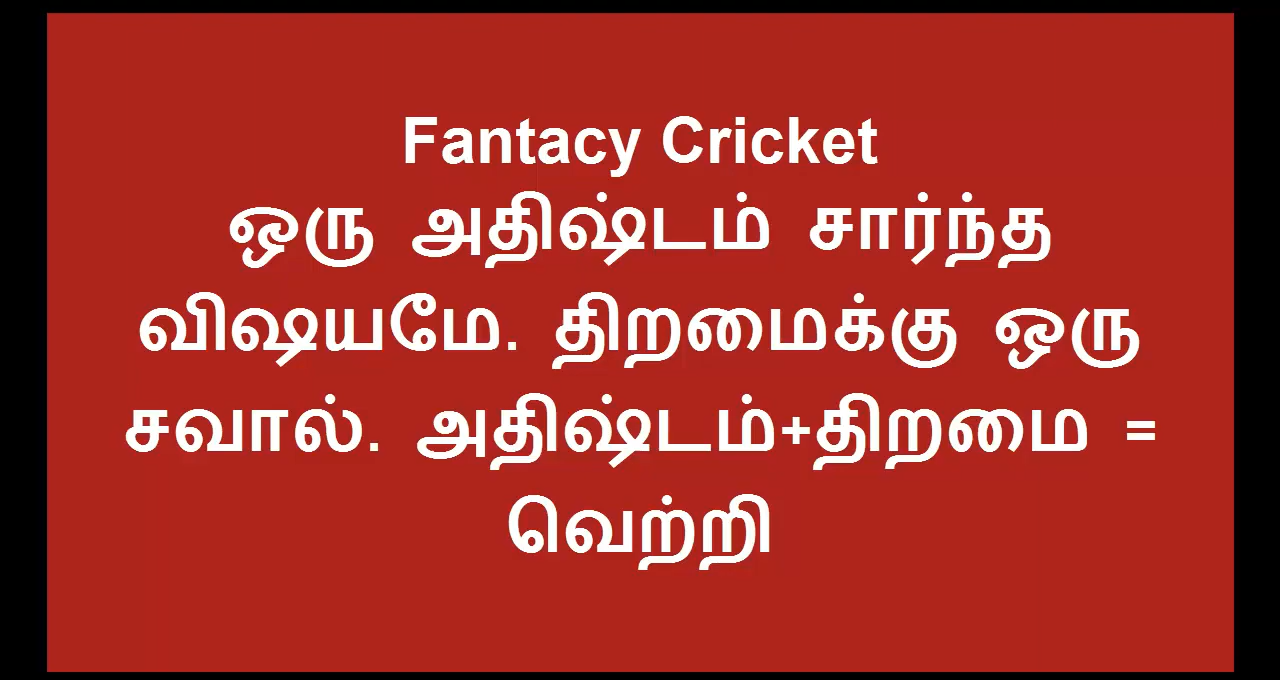 Fantacy Cricket
ஒரு அதிஷ்டம் சார்ந்த
விஷயமே. திறமைக்கு ஒரு
சவால். அதிஷ்டம்+திறமை =
வெற்றி